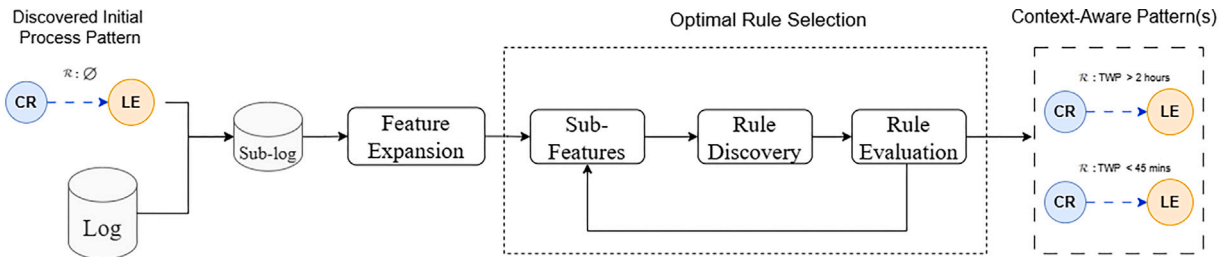 Discovered Initial
Process Pattern
ℛ : ∅
CR
LE
Log
Sub-log
Feature
Expansion
Optimal Rule Selection
Sub-
Features
Rule
Discovery
Rule
Evaluation
Context-Aware Pattern(s)
ℛ : TWP > 2 hours
CR
LE
ℛ : TWP < 45 mins
CR
LE